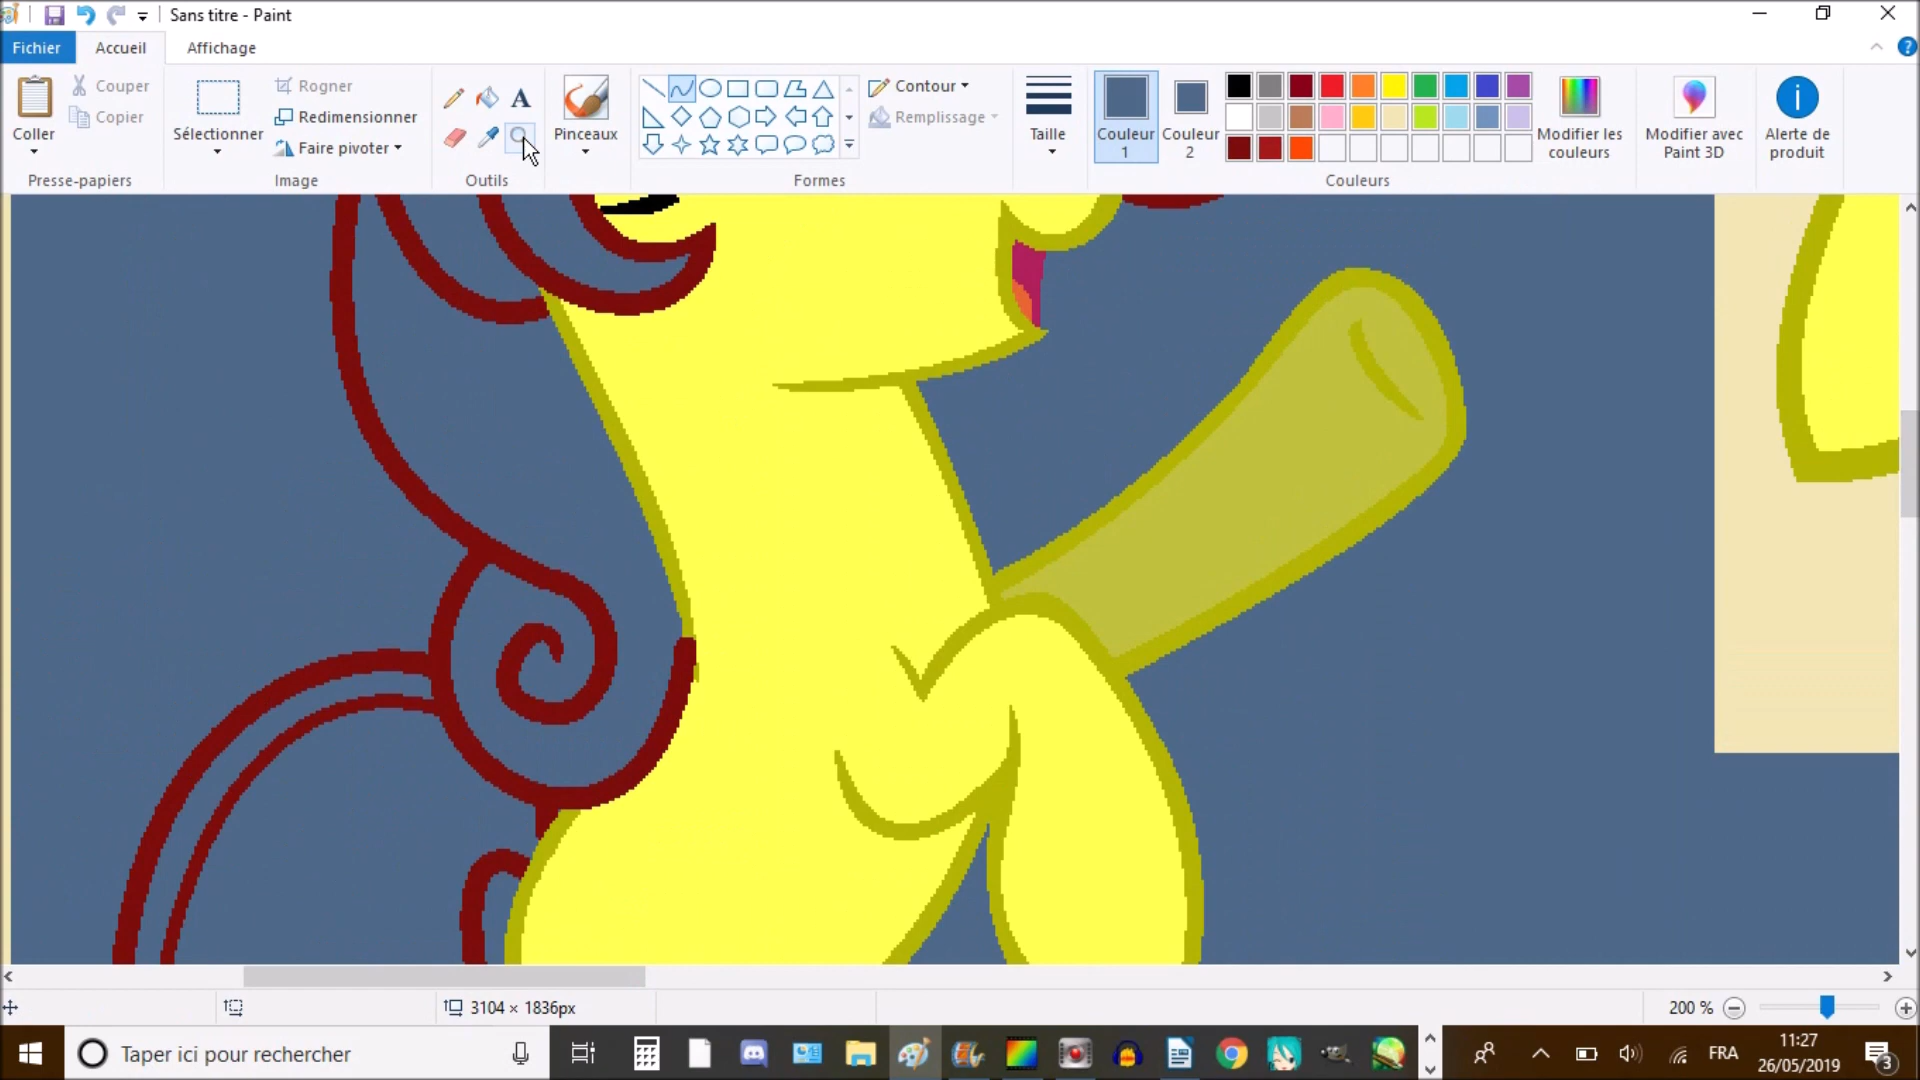 Sans titre - Paint
Fichier
Accueil
Affichage
Coller
Couper
Copier
Presse-papiers
Sélectionner
Rogner
Redimensionner
Faire pivoter
Image
A
Outils
Pinceaux
Contour
Remplissage
Formes
Taille
Couleur
1
Couleur
2
Modifier les
couleurs
Couleurs
Modifier avec
Paint 3D
Alerte de
produit
3104 × 1836px
200 %
Taper ici pour rechercher
FRA
11:27
26/05/2019
3